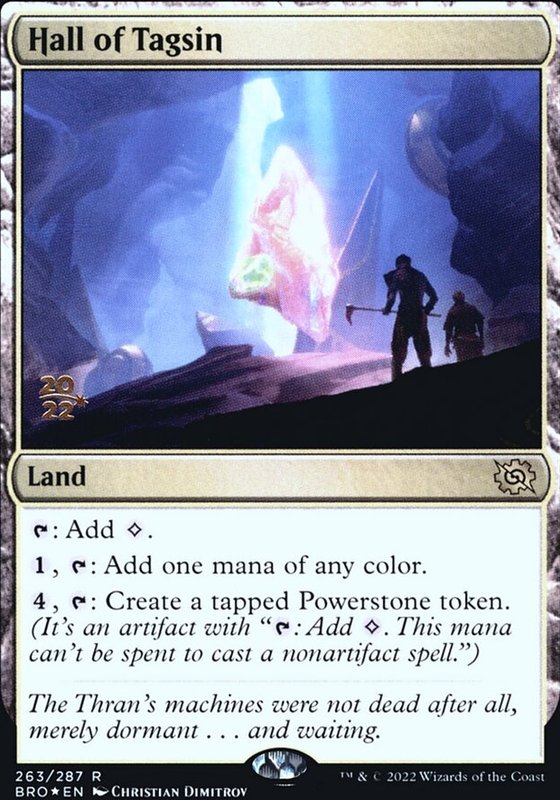 Hall of Tagsin
20
22
Land
: Add .
1, : Add one mana of any color.
4, : Create a tapped Powerstone token.
(It's an artifact with “: Add . This mana
can't be spent to cast a nonartifact spell.”)
The Thran's machines were not dead after all,
merely dormant . . . and waiting.
263/287 R
BRO★EN Christian Dimitrov
™ & © 2022 Wizards of the Coast